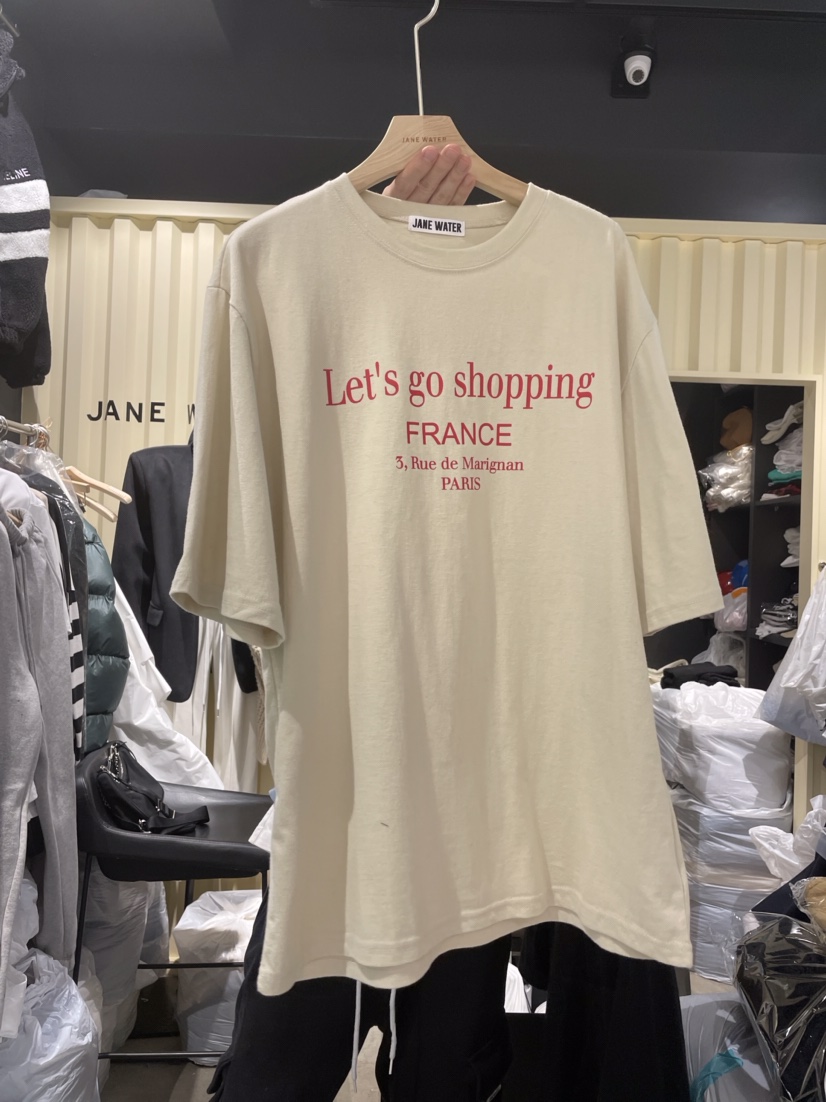 JANE WATER
JANE WATER
Let's go shopping
FRANCE
3, Rue de Marignan
PARIS
JANE W